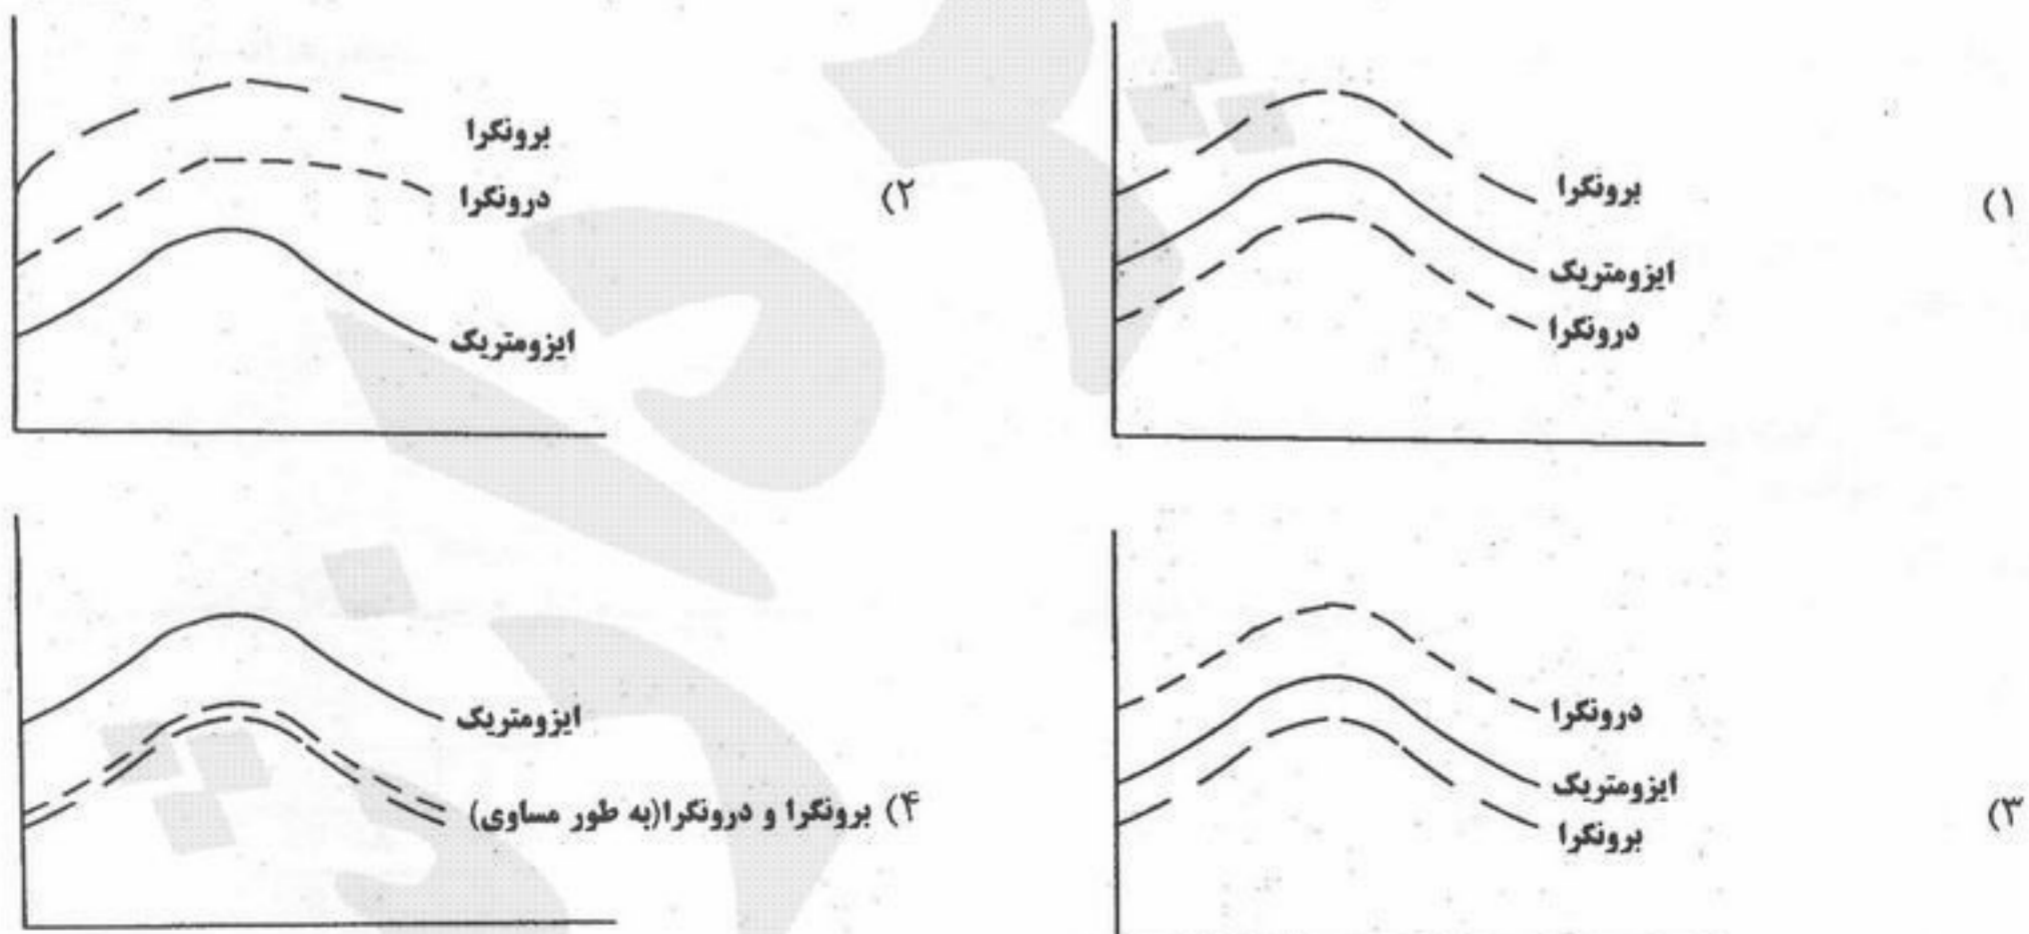 ۱)
برونگرا
ایزومتریک
درونگرا
۲)
برونگرا
درونگرا
ایزومتریک
۳)
درونگرا
ایزومتریک
برونگرا
۴) برونگرا و درونگرا(به طور مساوی)
ایزومتریک